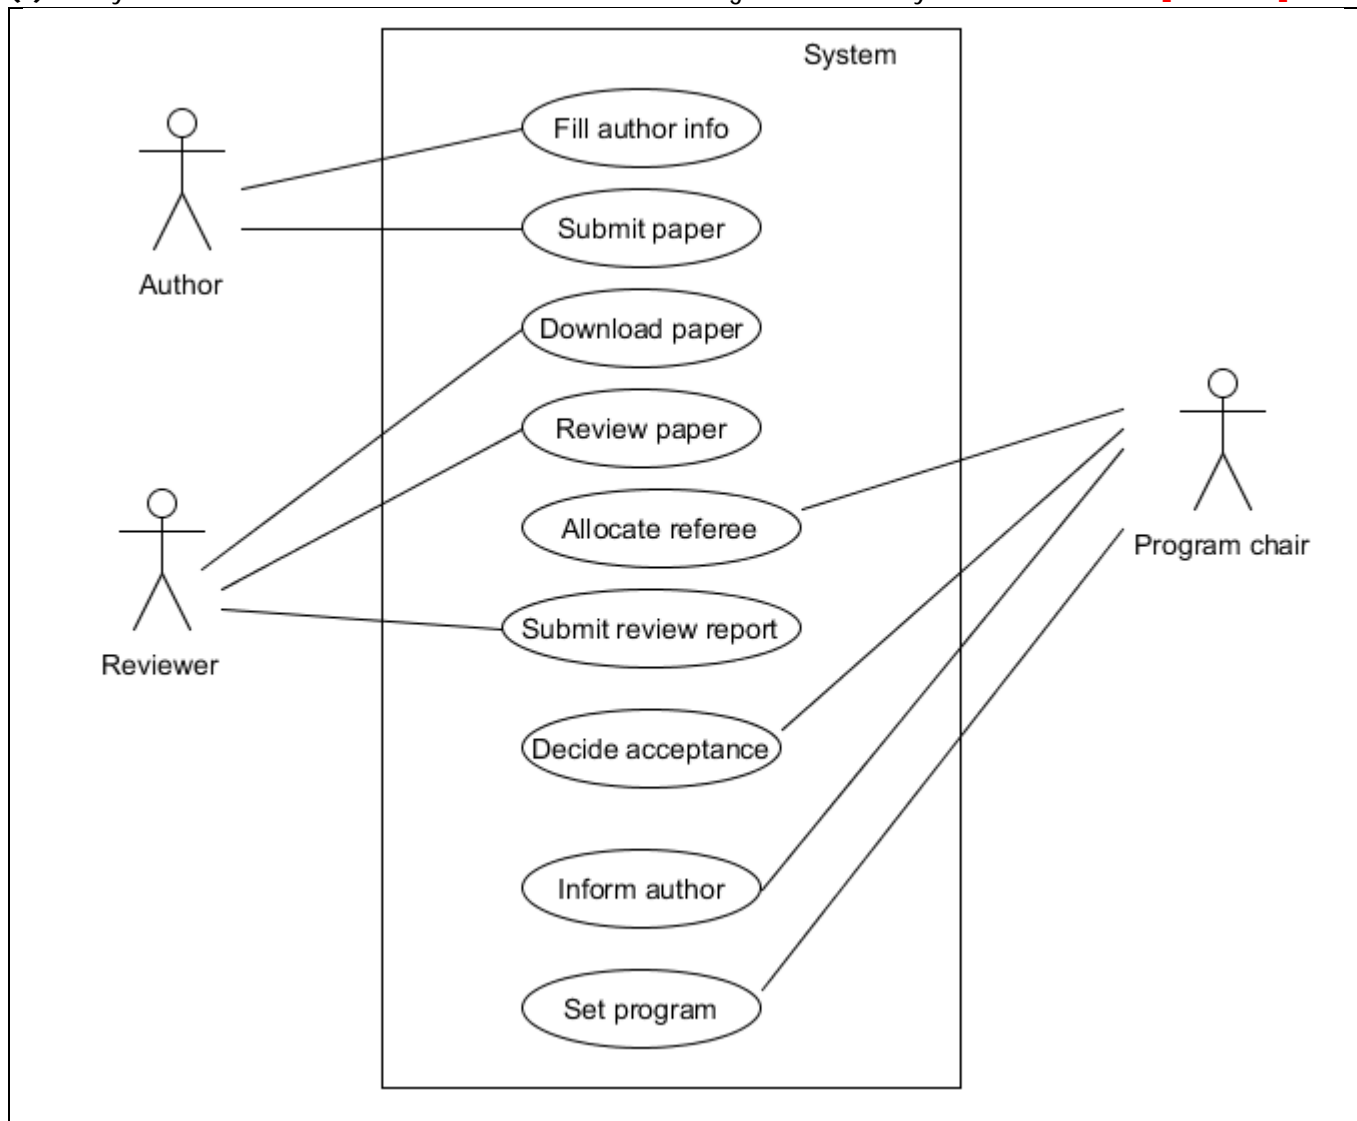 System
Fill author info
Submit paper
Author
Download paper
Review paper
Allocate referee
Program chair
Submit review report
Reviewer
Decide acceptance
Inform author
Set program